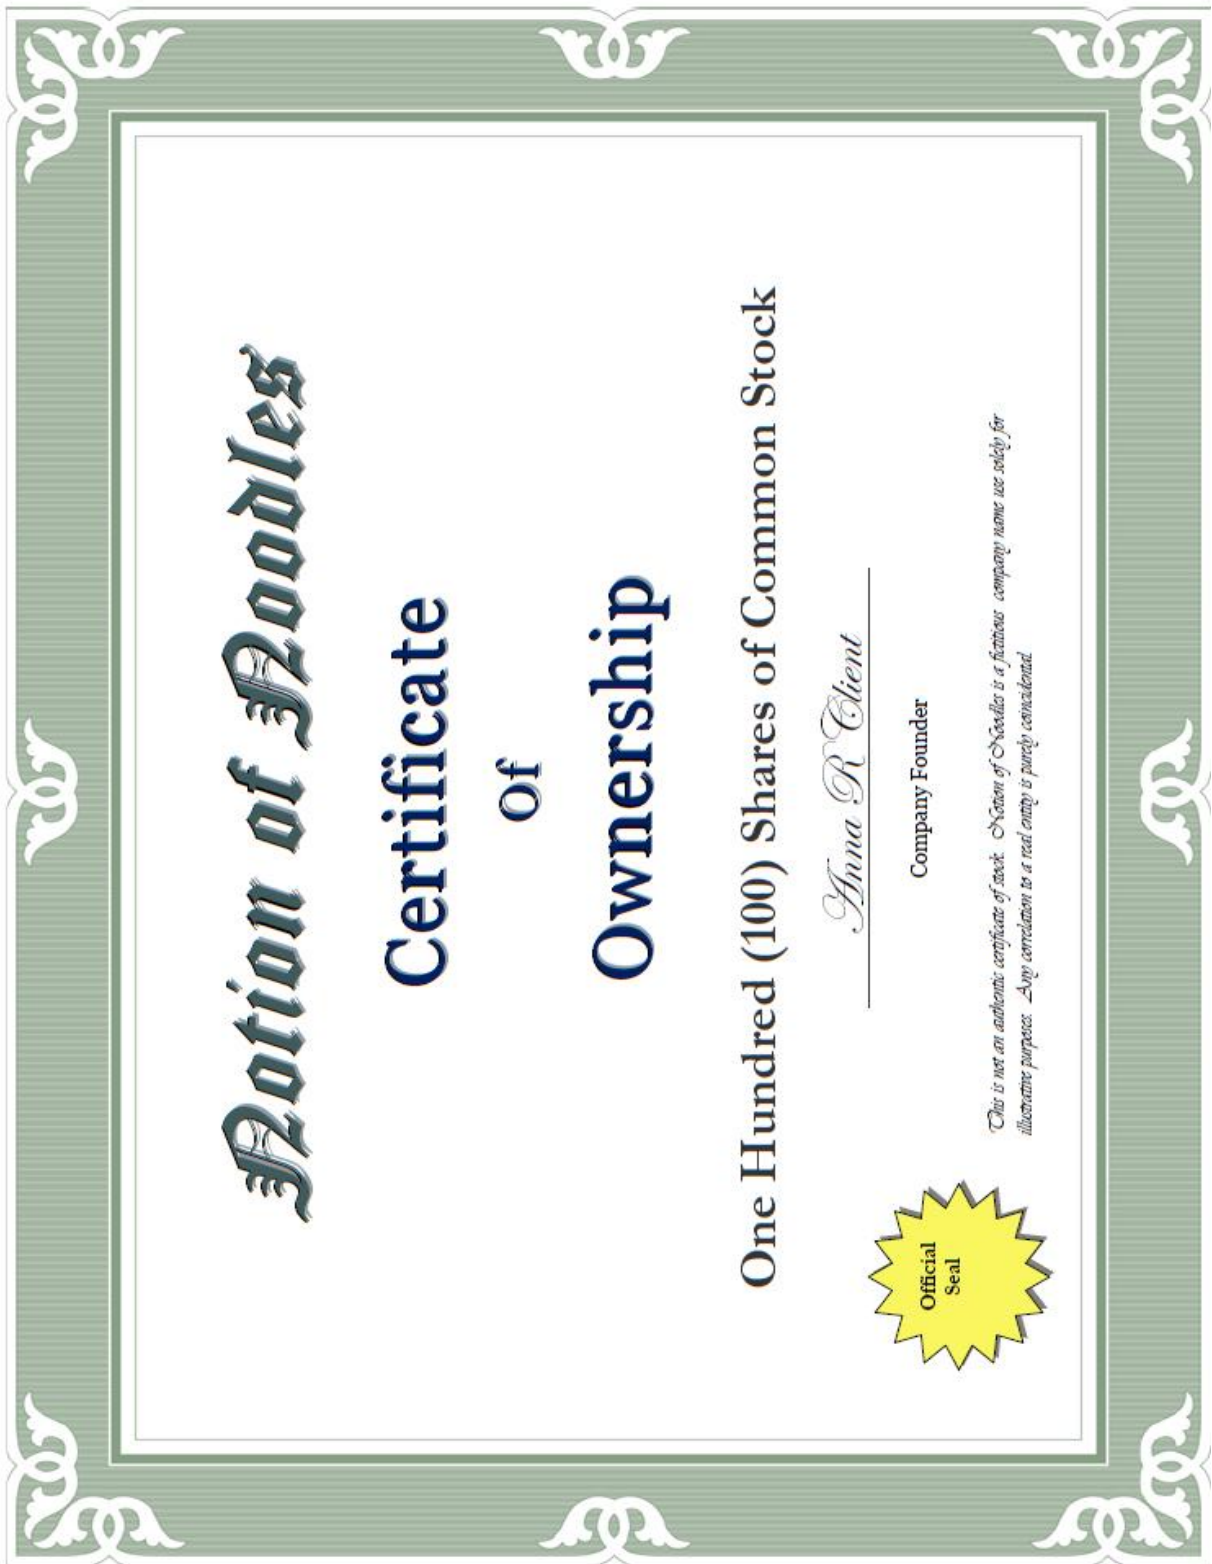 Notion of Noodles
Certificate
Of
Ownership
One Hundred (100) Shares of Common Stock
Anna R Client
Company Founder
Official
Seal
This is not an authentic certificate of stock. Notion of Noodles is a fictitious company name use solely for
illustrative purposes. Any correlation to a real entity is purely coincidental